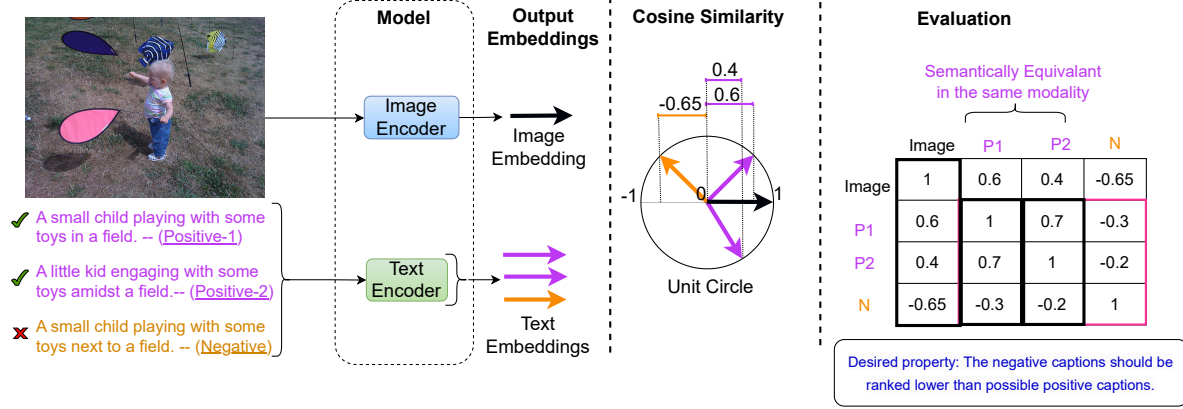 Model
Output
Embeddings
Cosine Similarity
Evaluation
Image
Encoder
Image
Embedding
A small child playing with some
toys in a field. -- (Positive-1)
A little kid engaging with some
toys amidst a field.-- (Positive-2)
A small child playing with some
toys next to a field. -- (Negative)
Text
Encoder
Text
Embeddings
0.4
0.6
-0.65
-1
0
1
Unit Circle
Semantically Equivalant
in the same modality
Image P1 P2 N
Image 1 0.6 0.4 -0.65
P1 0.6 1 0.7 -0.3
P2 0.4 0.7 1 -0.2
N -0.65 -0.3 -0.2 1
Desired property: The negative captions should be
ranked lower than possible positive captions.